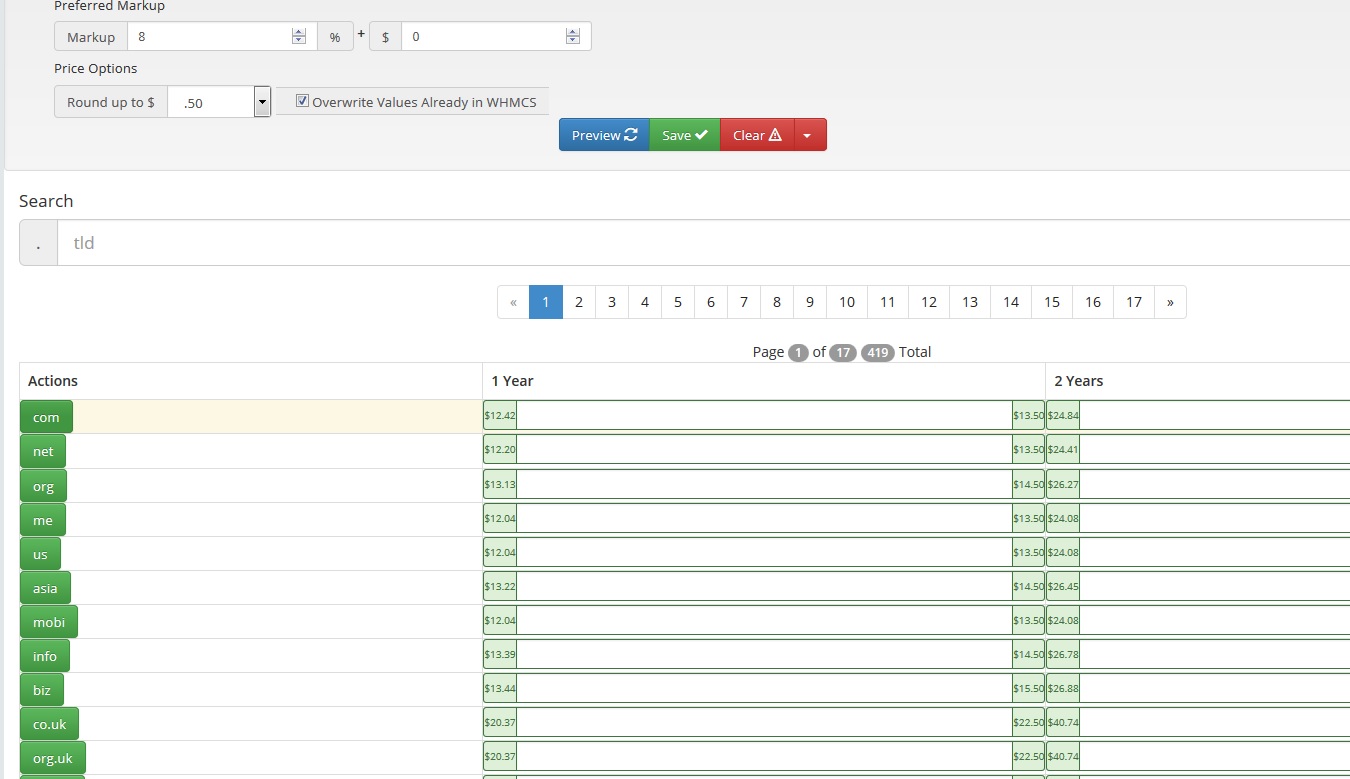 Preferred Markup
Markup 8 % + $ 0
Price Options
Round up to $ .50 Overwrite Values Already in WHMCS
Preview Save Clear
Search
. tld
« 1 2 3 4 5 6 7 8 9 10 11 12 13 14 15 16 17 »
Page 1 of 17 419 Total
Actions 1 Year 2 Years
com $12.42 $13.50 $24.84
net $12.20 $13.50 $24.41
org $13.13 $14.50 $26.27
me $12.04 $13.50 $24.08
us $12.04 $13.50 $24.08
asia $13.22 $14.50 $26.45
mobi $12.04 $13.50 $24.08
info $13.39 $14.50 $26.78
biz $13.44 $15.50 $26.88
co.uk $20.37 $22.50 $40.74
org.uk $20.37 $22.50 $40.74